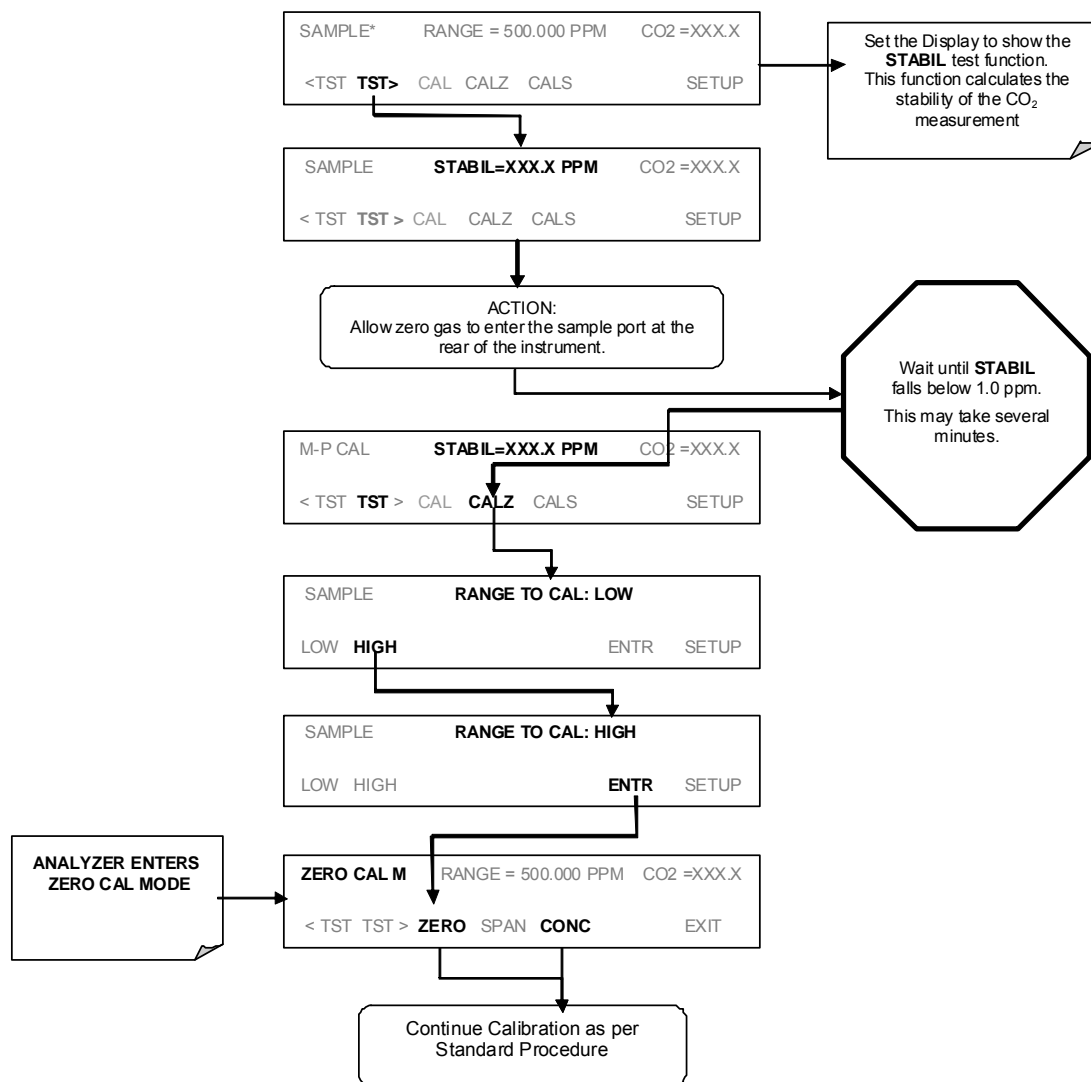 SAMPLE* RANGE = 500.000 PPM CO2 =XXX.X
<TST TST> CAL CALZ CALS SETUP
Set the Display to show the
STABIL test function.
This function calculates the
stability of the CO₂
measurement
SAMPLE STABIL=XXX.X PPM CO2 =XXX.X
< TST TST > CAL CALZ CALS SETUP
ACTION:
Allow zero gas to enter the sample port at the
rear of the instrument.
Wait until STABIL
falls below 1.0 ppm.
This may take several
minutes.
M-P CAL STABIL=XXX.X PPM CO2 =XXX.X
< TST TST > CAL CALZ CALS SETUP
SAMPLE RANGE TO CAL: LOW
LOW HIGH ENTR SETUP
SAMPLE RANGE TO CAL: HIGH
LOW HIGH ENTR SETUP
ANALYZER ENTERS
ZERO CAL MODE
ZERO CAL M RANGE = 500.000 PPM CO2 =XXX.X
< TST TST > ZERO SPAN CONC EXIT
Continue Calibration as per
Standard Procedure